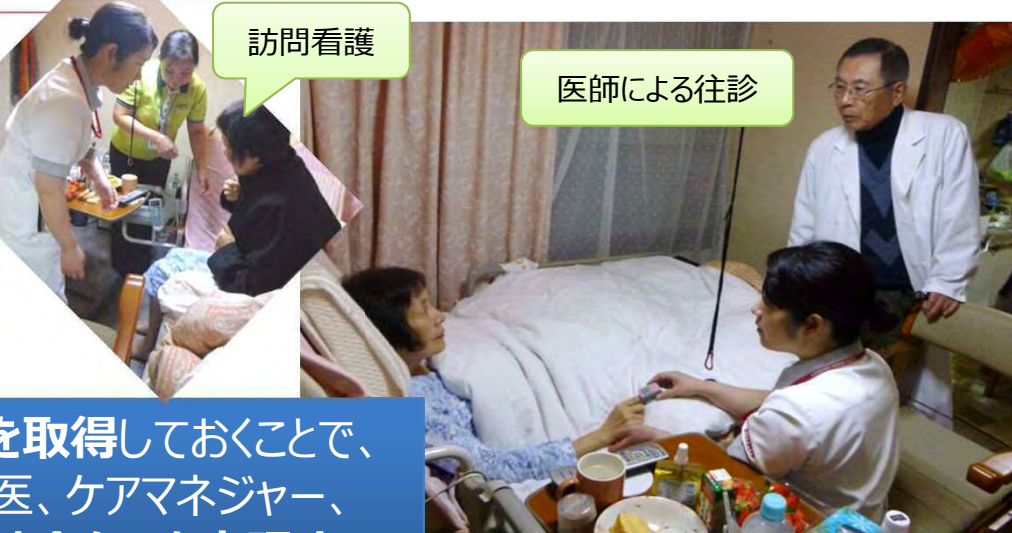 訪問看護
医師による往診
を取得しておくことで、
医、ケアマネジャー、